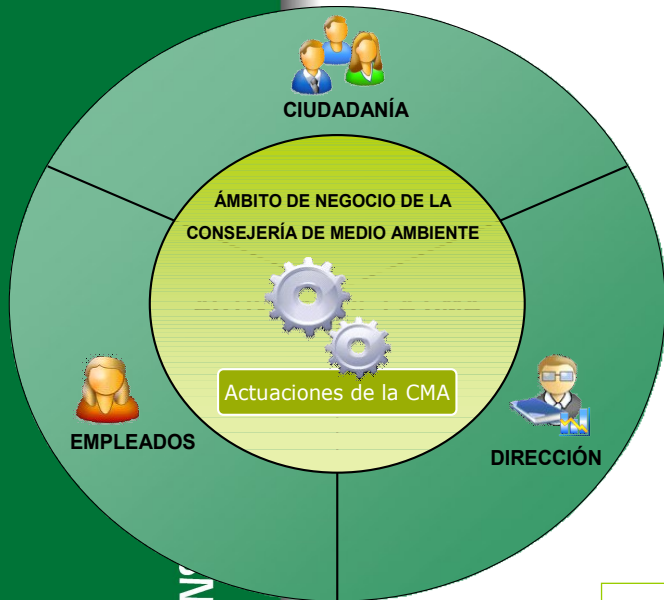 CIUDADANÍA
ÁMBITO DE NEGOCIO DE LA
CONSEJERÍA DE MEDIO AMBIENTE
Actuaciones de la CMA
EMPLEADOS
DIRECCIÓN